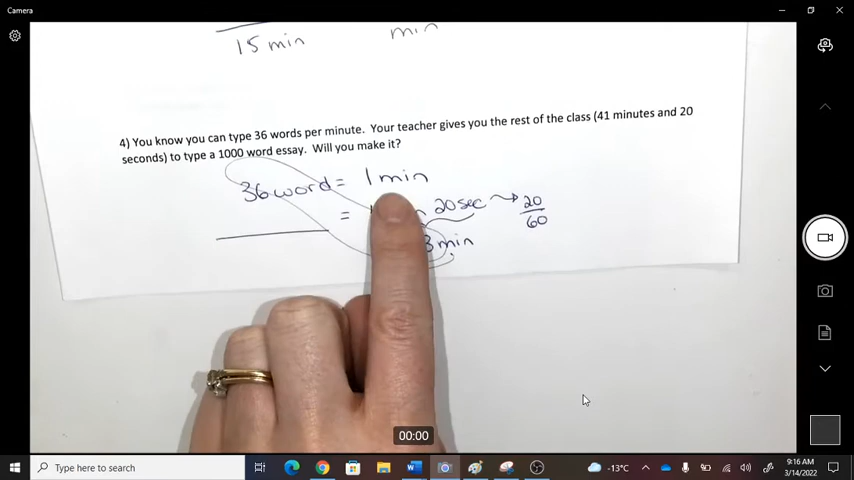 Camera
15 min
min
4) You know you can type 36 words per minute. Your teacher gives you the rest of the class (41 minutes and 20
seconds) to type a 1000 word essay. Will you make it?
36 word = 1 min
= 20 sec → 20
60
3 min
00:00
Type here to search
-13°C
9:16 AM
3/14/2022